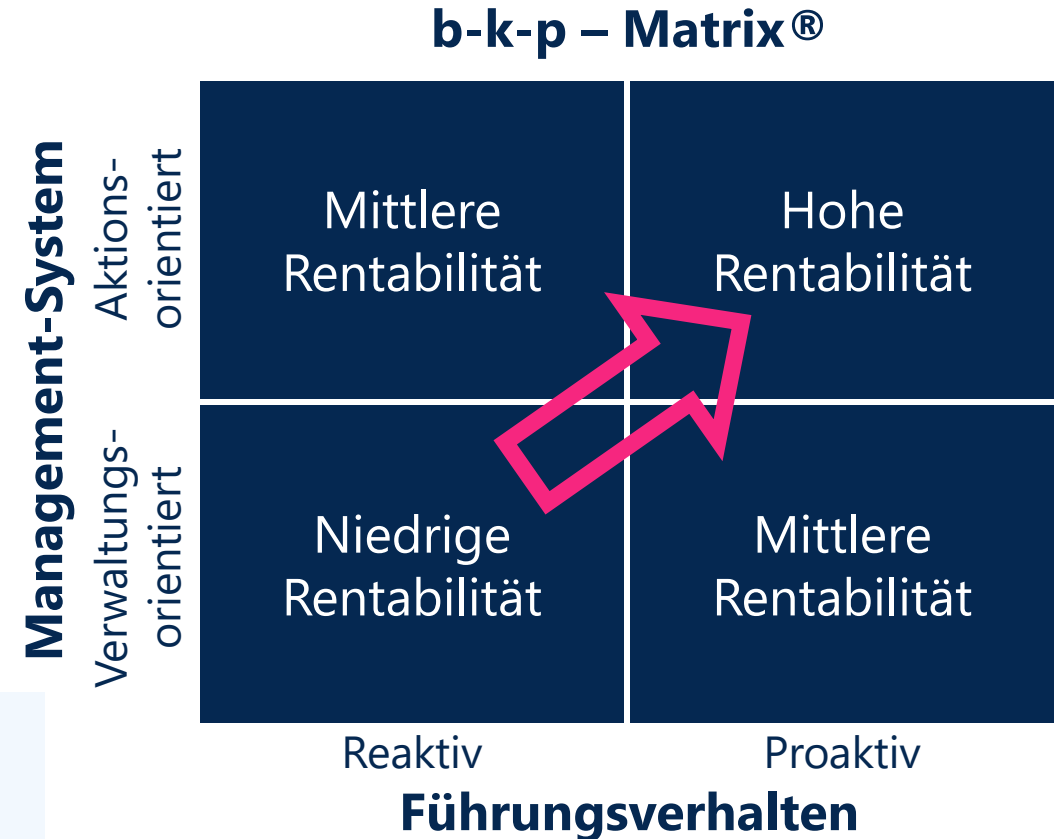 b-k-p – Matrix®
Management-System
Aktions-
orientiert
Mittlere
Rentabilität
Hohe
Rentabilität
Verwaltungs-
orientiert
Niedrige
Rentabilität
Mittlere
Rentabilität
Reaktiv
Proaktiv
Führungsverhalten